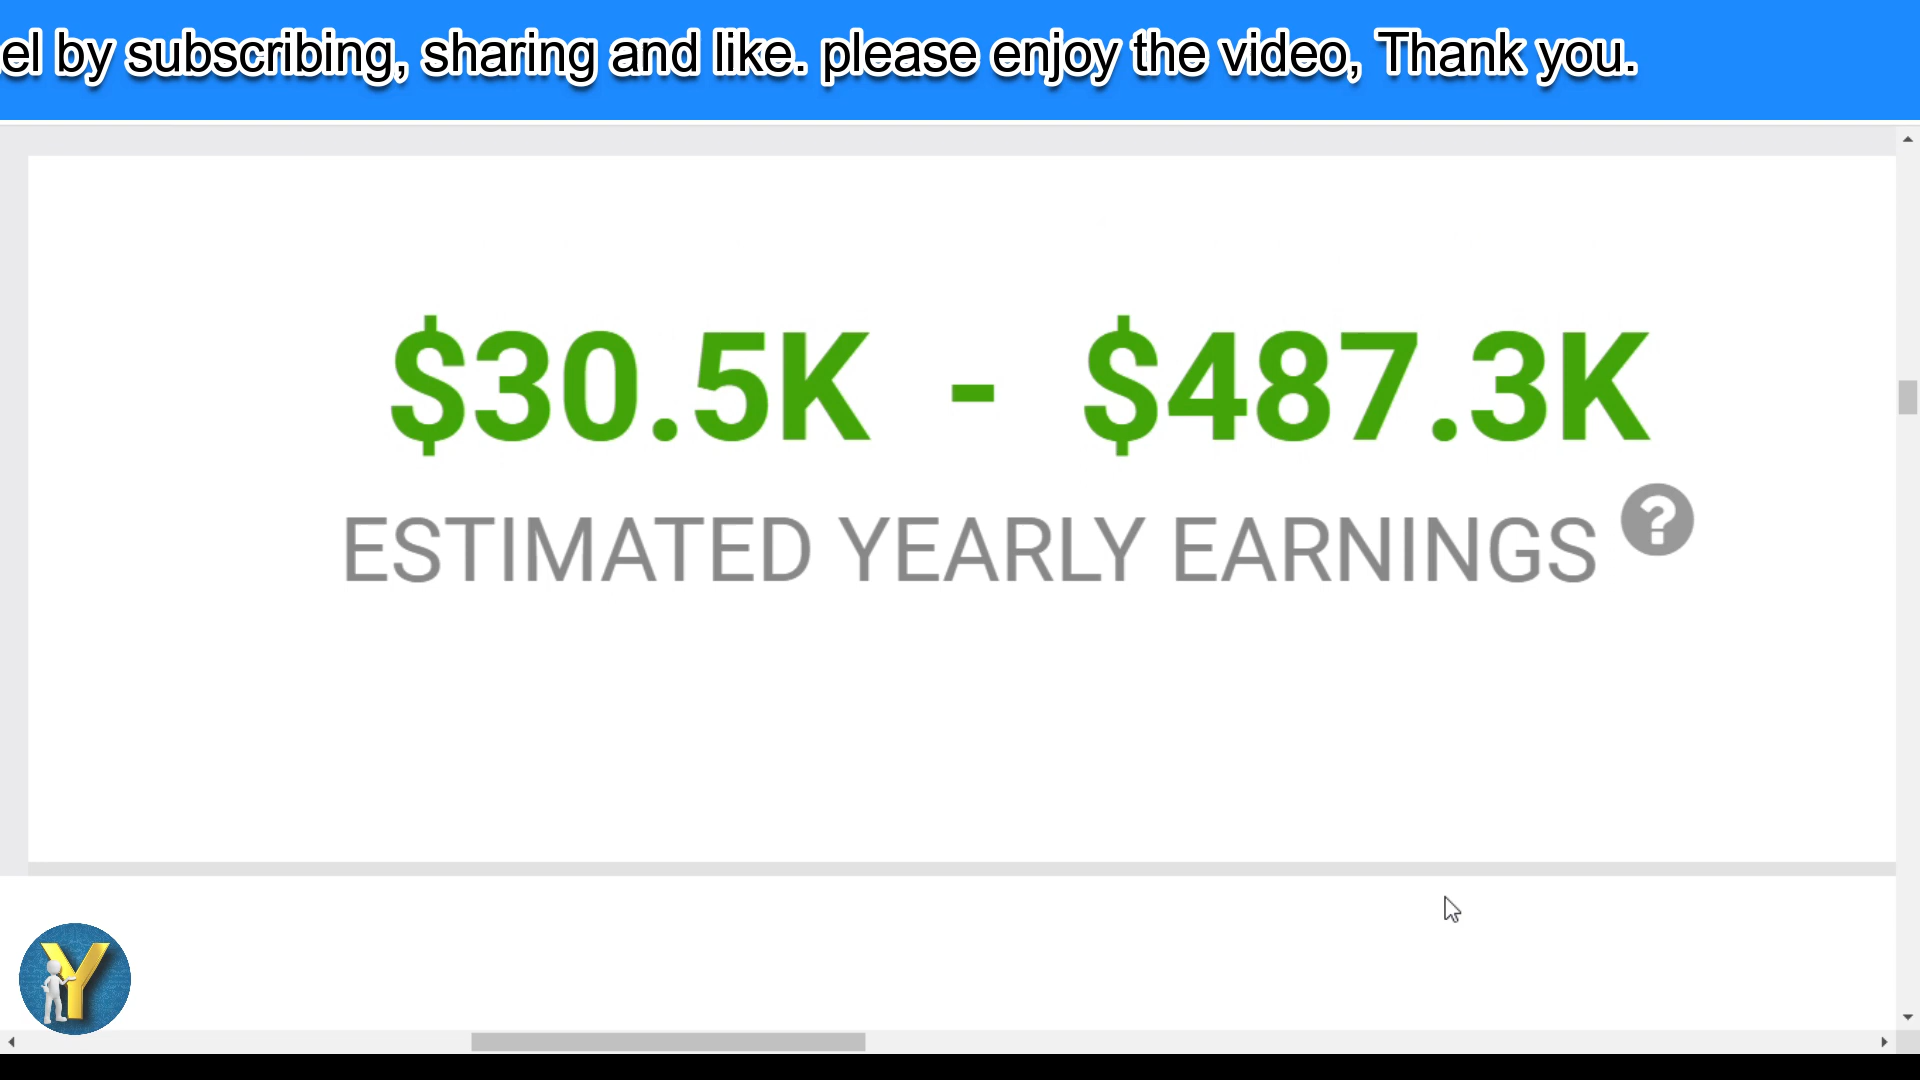 el by subscribing, sharing and like. please enjoy the video, Thank you.
$30.5K - $487.3K
ESTIMATED YEARLY EARNINGS ?
Y